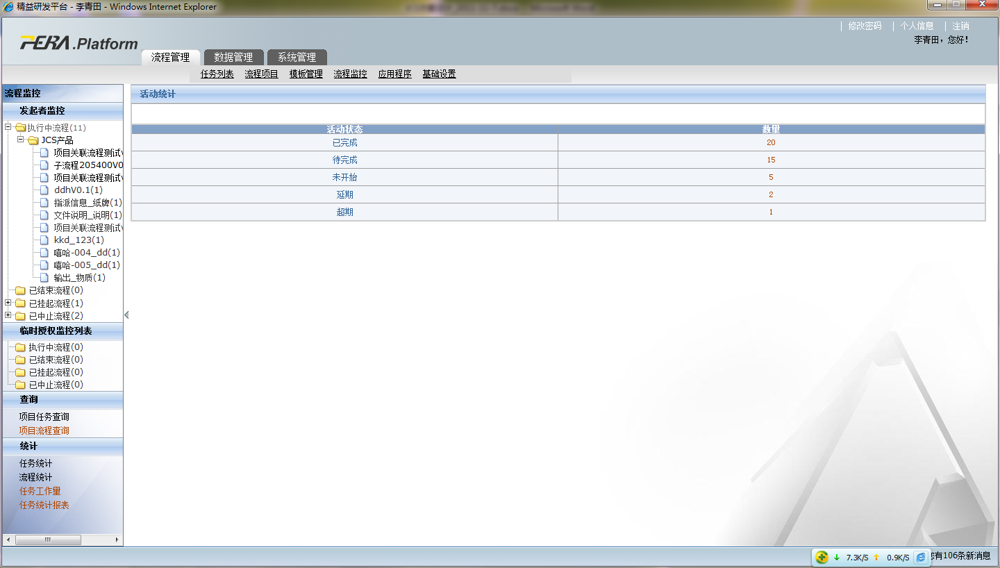 精益研发平台 - 李青田 - Windows Internet Explorer
修改密码 | 个人信息 | 注销
李青田，您好！
PERA.Platform
流程管理 数据管理 系统管理
任务列表 流程项目 模板管理 流程监控 应用程序 基础设置
流程监控
发起者监控
执行中流程(11)
JCS产品
项目关联流程测试v
子流程205400V0
项目关联流程测试v
ddhV0.1(1)
指派信息_纸牌(1)
文件说明_说明(1)
项目关联流程测试v
kkd_123(1)
嘻哈-004_dd(1)
嘻哈-005_dd(1)
输出_物质(1)
已结束流程(0)
已挂起流程(1)
已中止流程(2)
临时授权监控列表
执行中流程(0)
已结束流程(0)
已挂起流程(0)
已中止流程(0)
查询
项目任务查询
项目流程查询
统计
任务统计
流程统计
任务工作量
任务统计报表
活动统计
活动状态 数量
已完成 20
待完成 15
未开始 5
延期 2
超期 1
7.3K/S 0.9K/S
有106条新消息